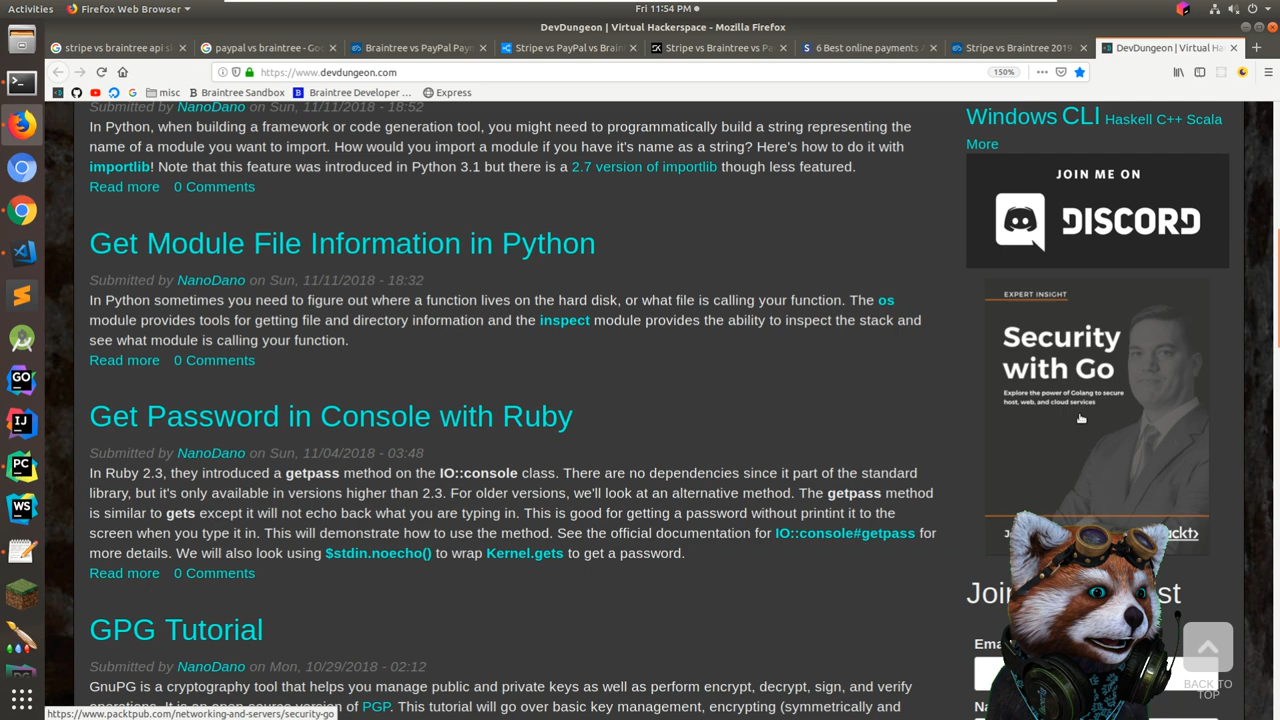 Activities
Firefox Web Browser
Fri 11:54 PM
DevDungeon | Virtual Hackerspace - Mozilla Firefox
stripe vs braintree api s
paypal vs braintree - Goo
Braintree vs PayPal Paym
Stripe vs PayPal vs Brain
Stripe vs Braintree vs Pa
6 Best online payments A
Stripe vs Braintree 2019:
DevDungeon | Virtual Ha
https://www.devdungeon.com
150%
misc
Braintree Sandbox
Braintree Developer ...
Express
Submitted by NanoDano on Sun, 11/11/2018 - 18:52
In Python, when building a framework or code generation tool, you might need to programmatically build a string representing the
name of a module you want to import. How would you import a module if you have it's name as a string? Here's how to do it with
importlib! Note that this feature was introduced in Python 3.1 but there is a 2.7 version of importlib though less featured.
Read more 0 Comments
Get Module File Information in Python
Submitted by NanoDano on Sun, 11/11/2018 - 18:32
In Python sometimes you need to figure out where a function lives on the hard disk, or what file is calling your function. The os
module provides tools for getting file and directory information and the inspect module provides the ability to inspect the stack and
see what module is calling your function.
Read more 0 Comments
Get Password in Console with Ruby
Submitted by NanoDano on Sun, 11/04/2018 - 03:48
In Ruby 2.3, they introduced a getpass method on the IO::console class. There are no dependencies since it part of the standard
library, but it's only available in versions higher than 2.3. For older versions, we'll look at an alternative method. The getpass method
is similar to gets except it will not echo back what you are typing in. This is good for getting a password without printint it to the
screen when you type it in. This will demonstrate how to use the method. See the official documentation for IO::console#getpass for
more details. We will also look using $stdin.noecho() to wrap Kernel.gets to get a password.
Read more 0 Comments
GPG Tutorial
Submitted by NanoDano on Mon, 10/29/2018 - 02:12
GnuPG is a cryptography tool that helps you manage public and private keys as well as perform encrypt, decrypt, sign, and verify
operations. It is an open-source version of PGP. This tutorial will go over basic key management, encrypting (symmetrically and
https://www.packtpub.com/networking-and-servers/security-go
Windows CLI Haskell C++ Scala
More
JOIN ME ON
DISCORD
EXPERT INSIGHT
Security
with Go
Explore the power of Golang to secure
host, web, and cloud services
BACK TO
TOP
GO
IJ
PC
WS